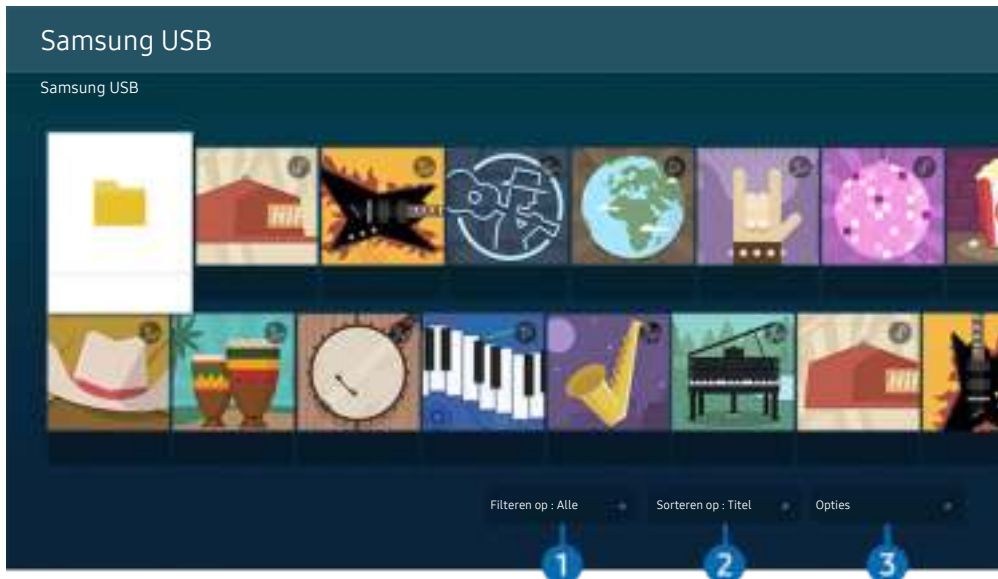 Samsung USB
Samsung USB
Filteren op : Alle
Sorteren op : Titel
Opties
1
2
3